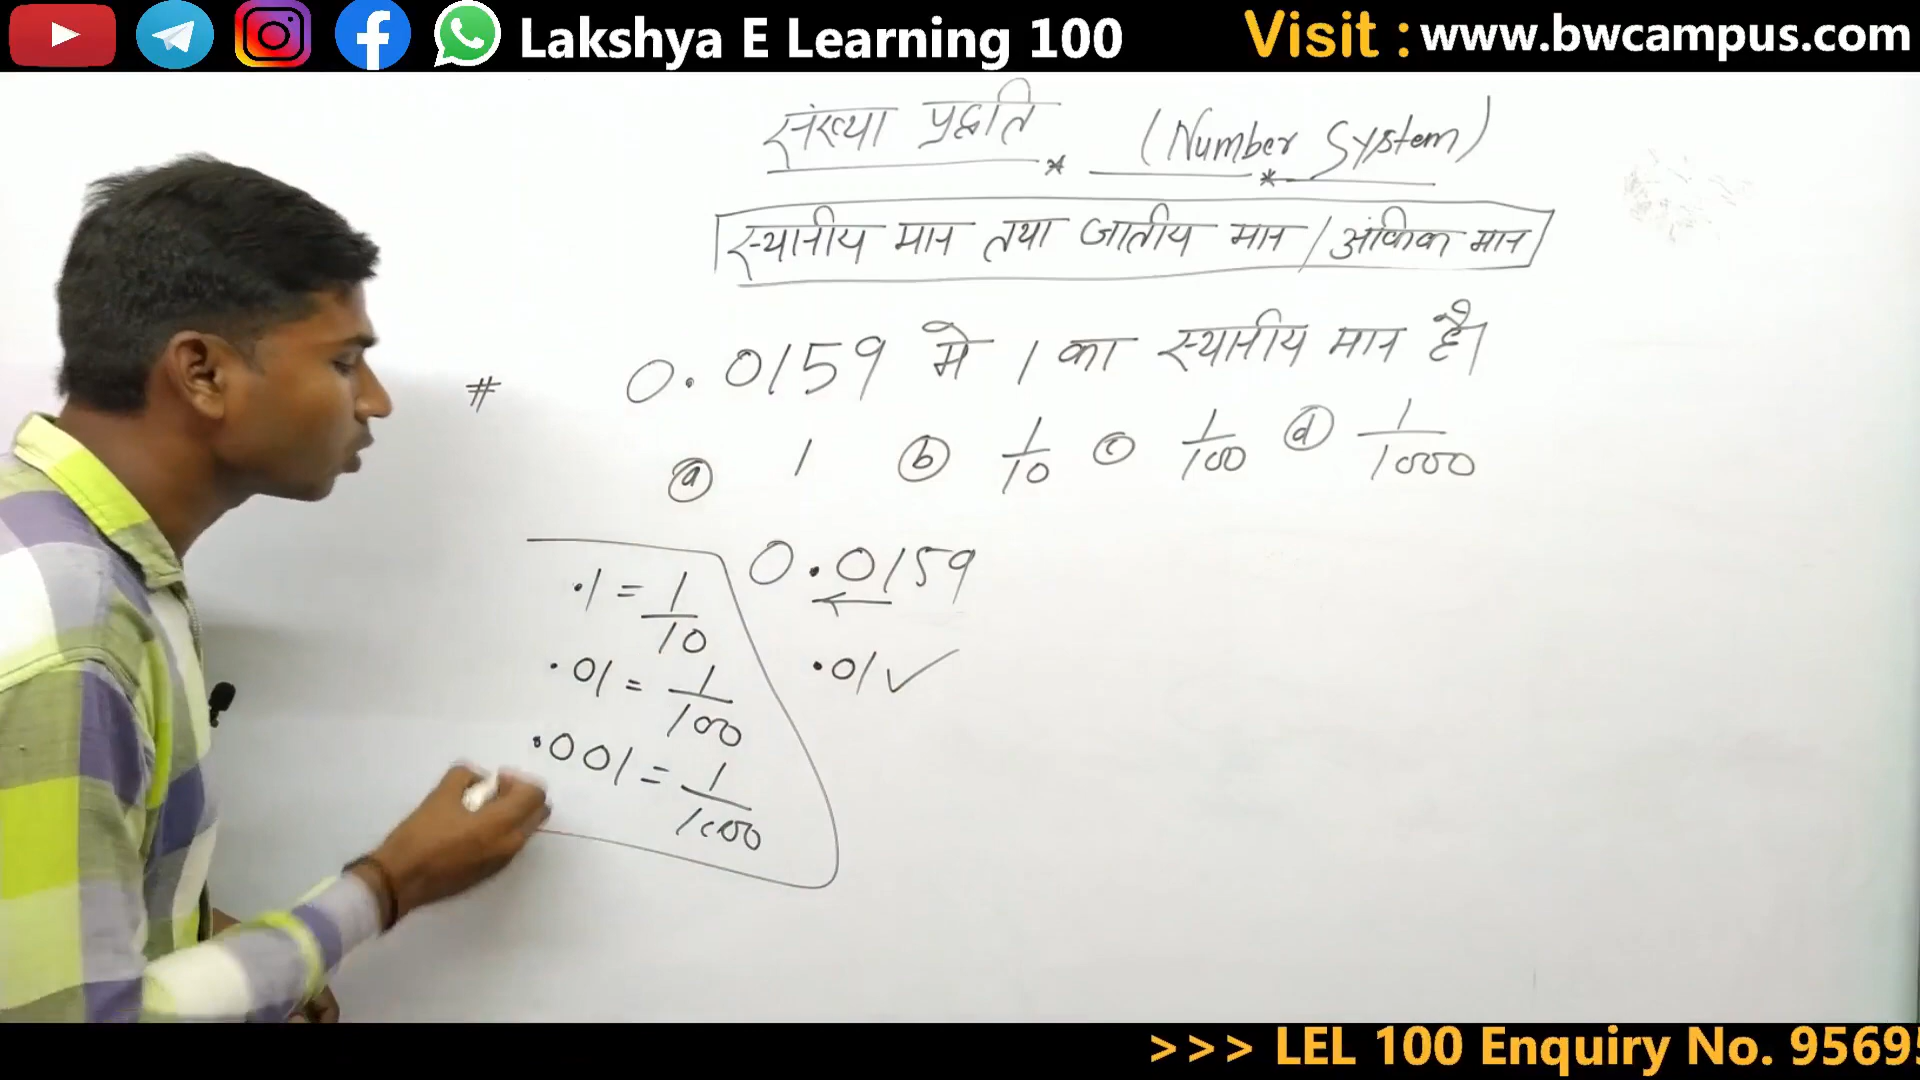 Lakshya E Learning 100 Visit : www.bwcampus.com
संख्या पद्धति (Number System)
स्थानीय मान तथा जातीय मान / आंकिक मान
# 0.0159 मे 1 का स्थानीय मान है।
(a) 1 (b) 1/10 (c) 1/100 (d) 1/1000
0.0159
.1 = 1/10
.01 = 1/100
.01 ✓
.001 = 1/1000
>>> LEL 100 Enquiry No. 9569